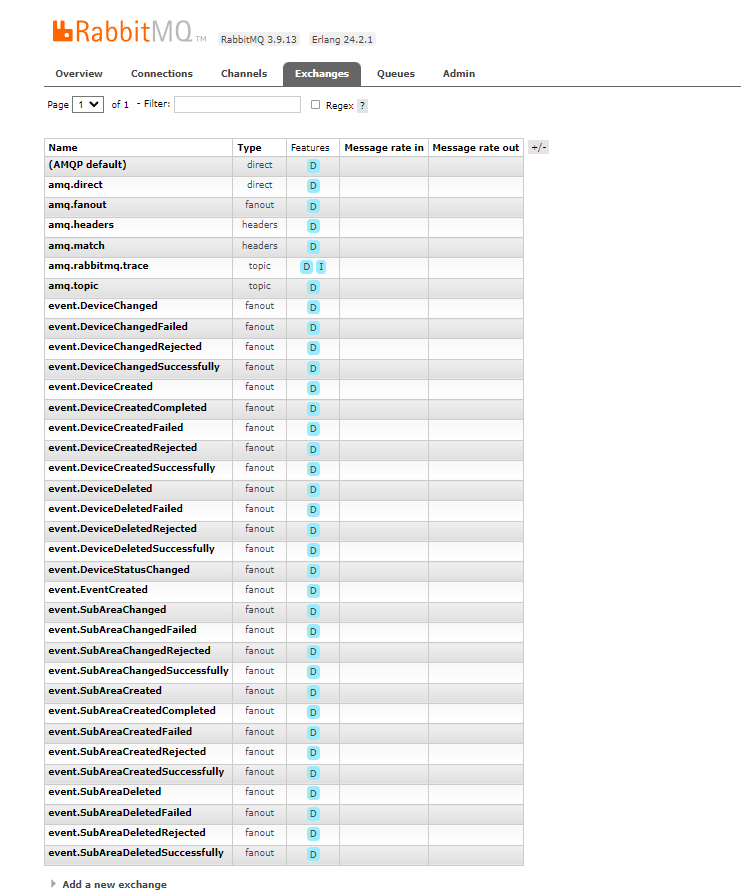 RabbitMQ TM RabbitMQ 3.9.13 Erlang 24.2.1
Overview Connections Channels Exchanges Queues Admin
Page 1 of 1 - Filter: Regex ?
Name Type Features Message rate in Message rate out +/-
(AMQP default) direct D
amq.direct direct D
amq.fanout fanout D
amq.headers headers D
amq.match headers D
amq.rabbitmq.trace topic D I
amq.topic topic D
event.DeviceChanged fanout D
event.DeviceChangedFailed fanout D
event.DeviceChangedRejected fanout D
event.DeviceChangedSuccessfully fanout D
event.DeviceCreated fanout D
event.DeviceCreatedCompleted fanout D
event.DeviceCreatedFailed fanout D
event.DeviceCreatedRejected fanout D
event.DeviceCreatedSuccessfully fanout D
event.DeviceDeleted fanout D
event.DeviceDeletedFailed fanout D
event.DeviceDeletedRejected fanout D
event.DeviceDeletedSuccessfully fanout D
event.DeviceStatusChanged fanout D
event.EventCreated fanout D
event.SubAreaChanged fanout D
event.SubAreaChangedFailed fanout D
event.SubAreaChangedRejected fanout D
event.SubAreaChangedSuccessfully fanout D
event.SubAreaCreated fanout D
event.SubAreaCreatedCompleted fanout D
event.SubAreaCreatedFailed fanout D
event.SubAreaCreatedRejected fanout D
event.SubAreaCreatedSuccessfully fanout D
event.SubAreaDeleted fanout D
event.SubAreaDeletedFailed fanout D
event.SubAreaDeletedRejected fanout D
event.SubAreaDeletedSuccessfully fanout D
Add a new exchange